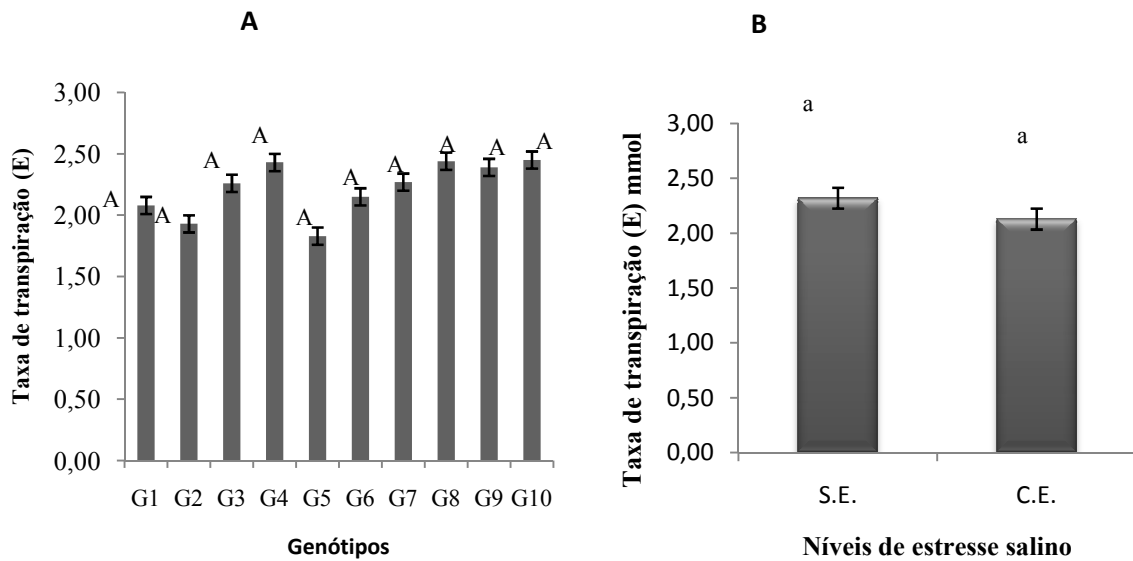 A
Taxa de transpiração (E)
3,00
2,50
2,00
1,50
1,00
0,50
0,00
A
A
A
A
A
A
A
A
A
A
G1 G2 G3 G4 G5 G6 G7 G8 G9 G10
Genótipos
B
Taxa de transpiração (E) mmol
3,00
2,50
2,00
1,50
1,00
0,50
0,00
a
a
S.E. C.E.
Níveis de estresse salino